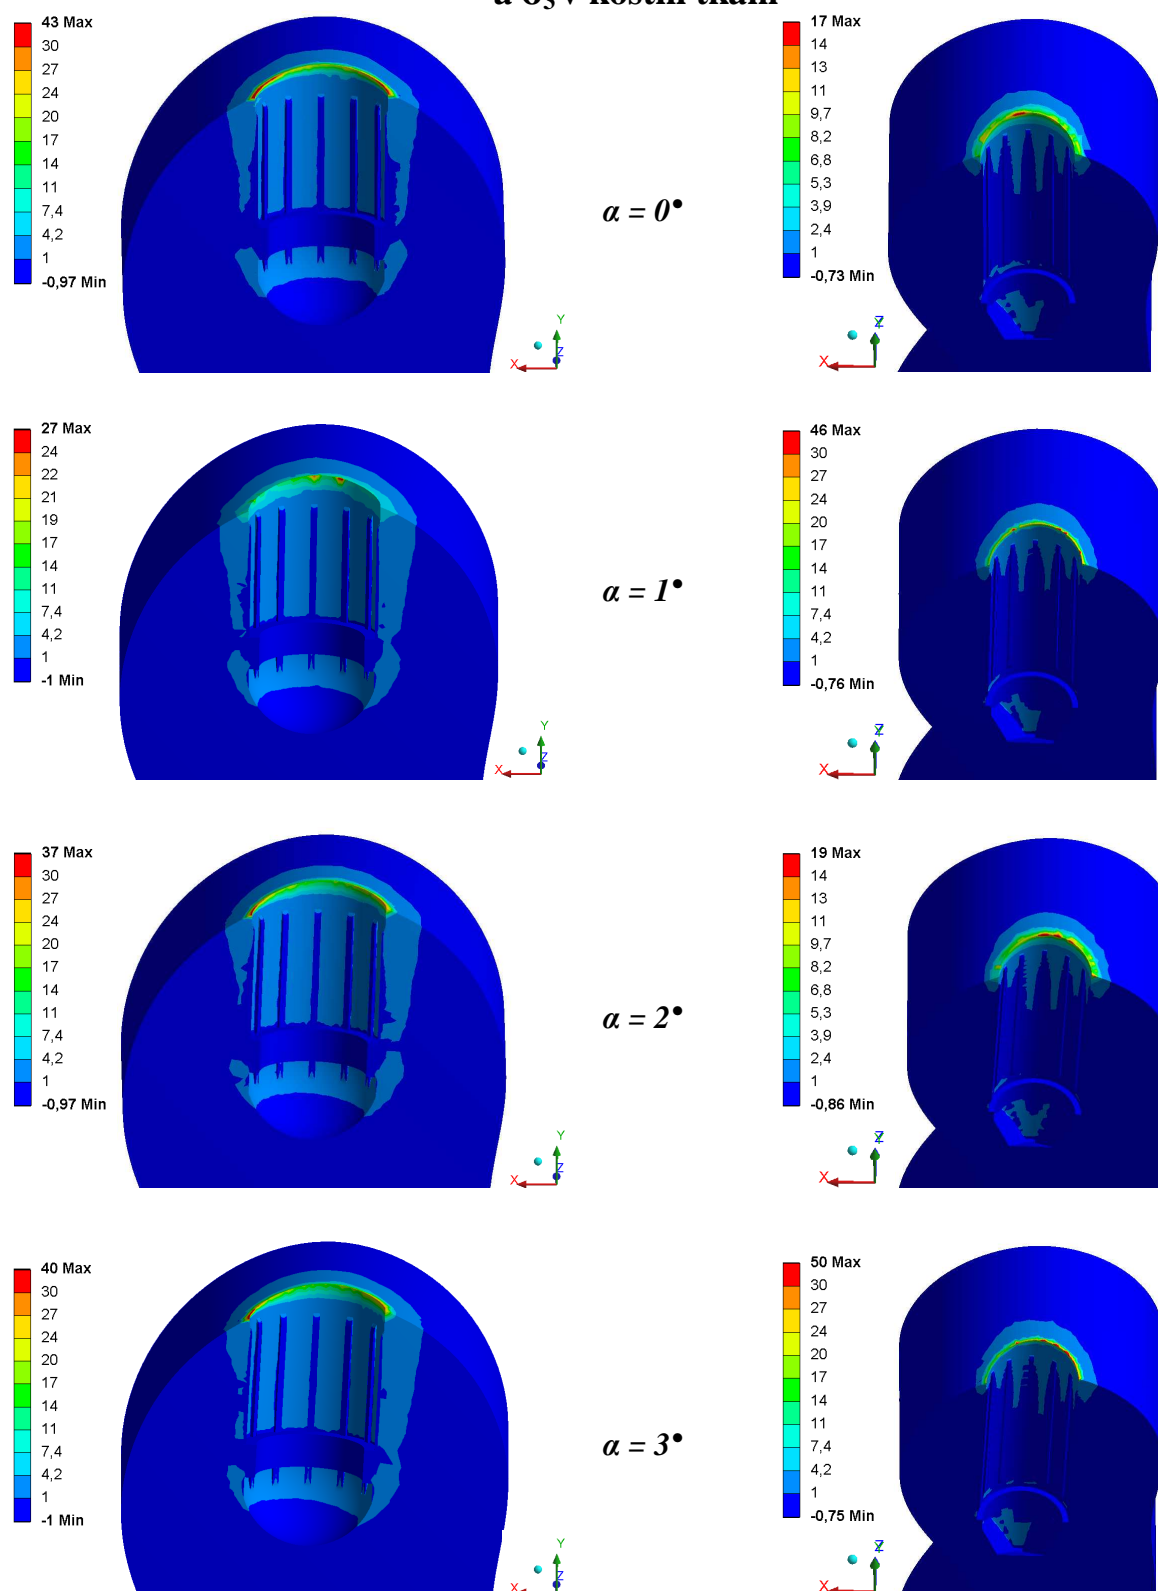 a σ₃ v kostní tkáni
43 Max
30
27
24
20
17
14
11
7,4
4,2
1
-0,97 Min
Y
Z
X
α = 0°
17 Max
14
13
11
9,7
8,2
6,8
5,3
3,9
2,4
1
-0,73 Min
Z
X
27 Max
24
22
21
19
17
14
11
7,4
4,2
1
-1 Min
Y
Z
X
α = 1°
46 Max
30
27
24
20
17
14
11
7,4
4,2
1
-0,76 Min
Z
X
37 Max
30
27
24
20
17
14
11
7,4
4,2
1
-0,97 Min
Y
Z
X
α = 2°
19 Max
14
13
11
9,7
8,2
6,8
5,3
3,9
2,4
1
-0,86 Min
Z
X
40 Max
30
27
24
20
17
14
11
7,4
4,2
1
-1 Min
Y
Z
X
α = 3°
50 Max
30
27
24
20
17
14
11
7,4
4,2
1
-0,75 Min
Z
X